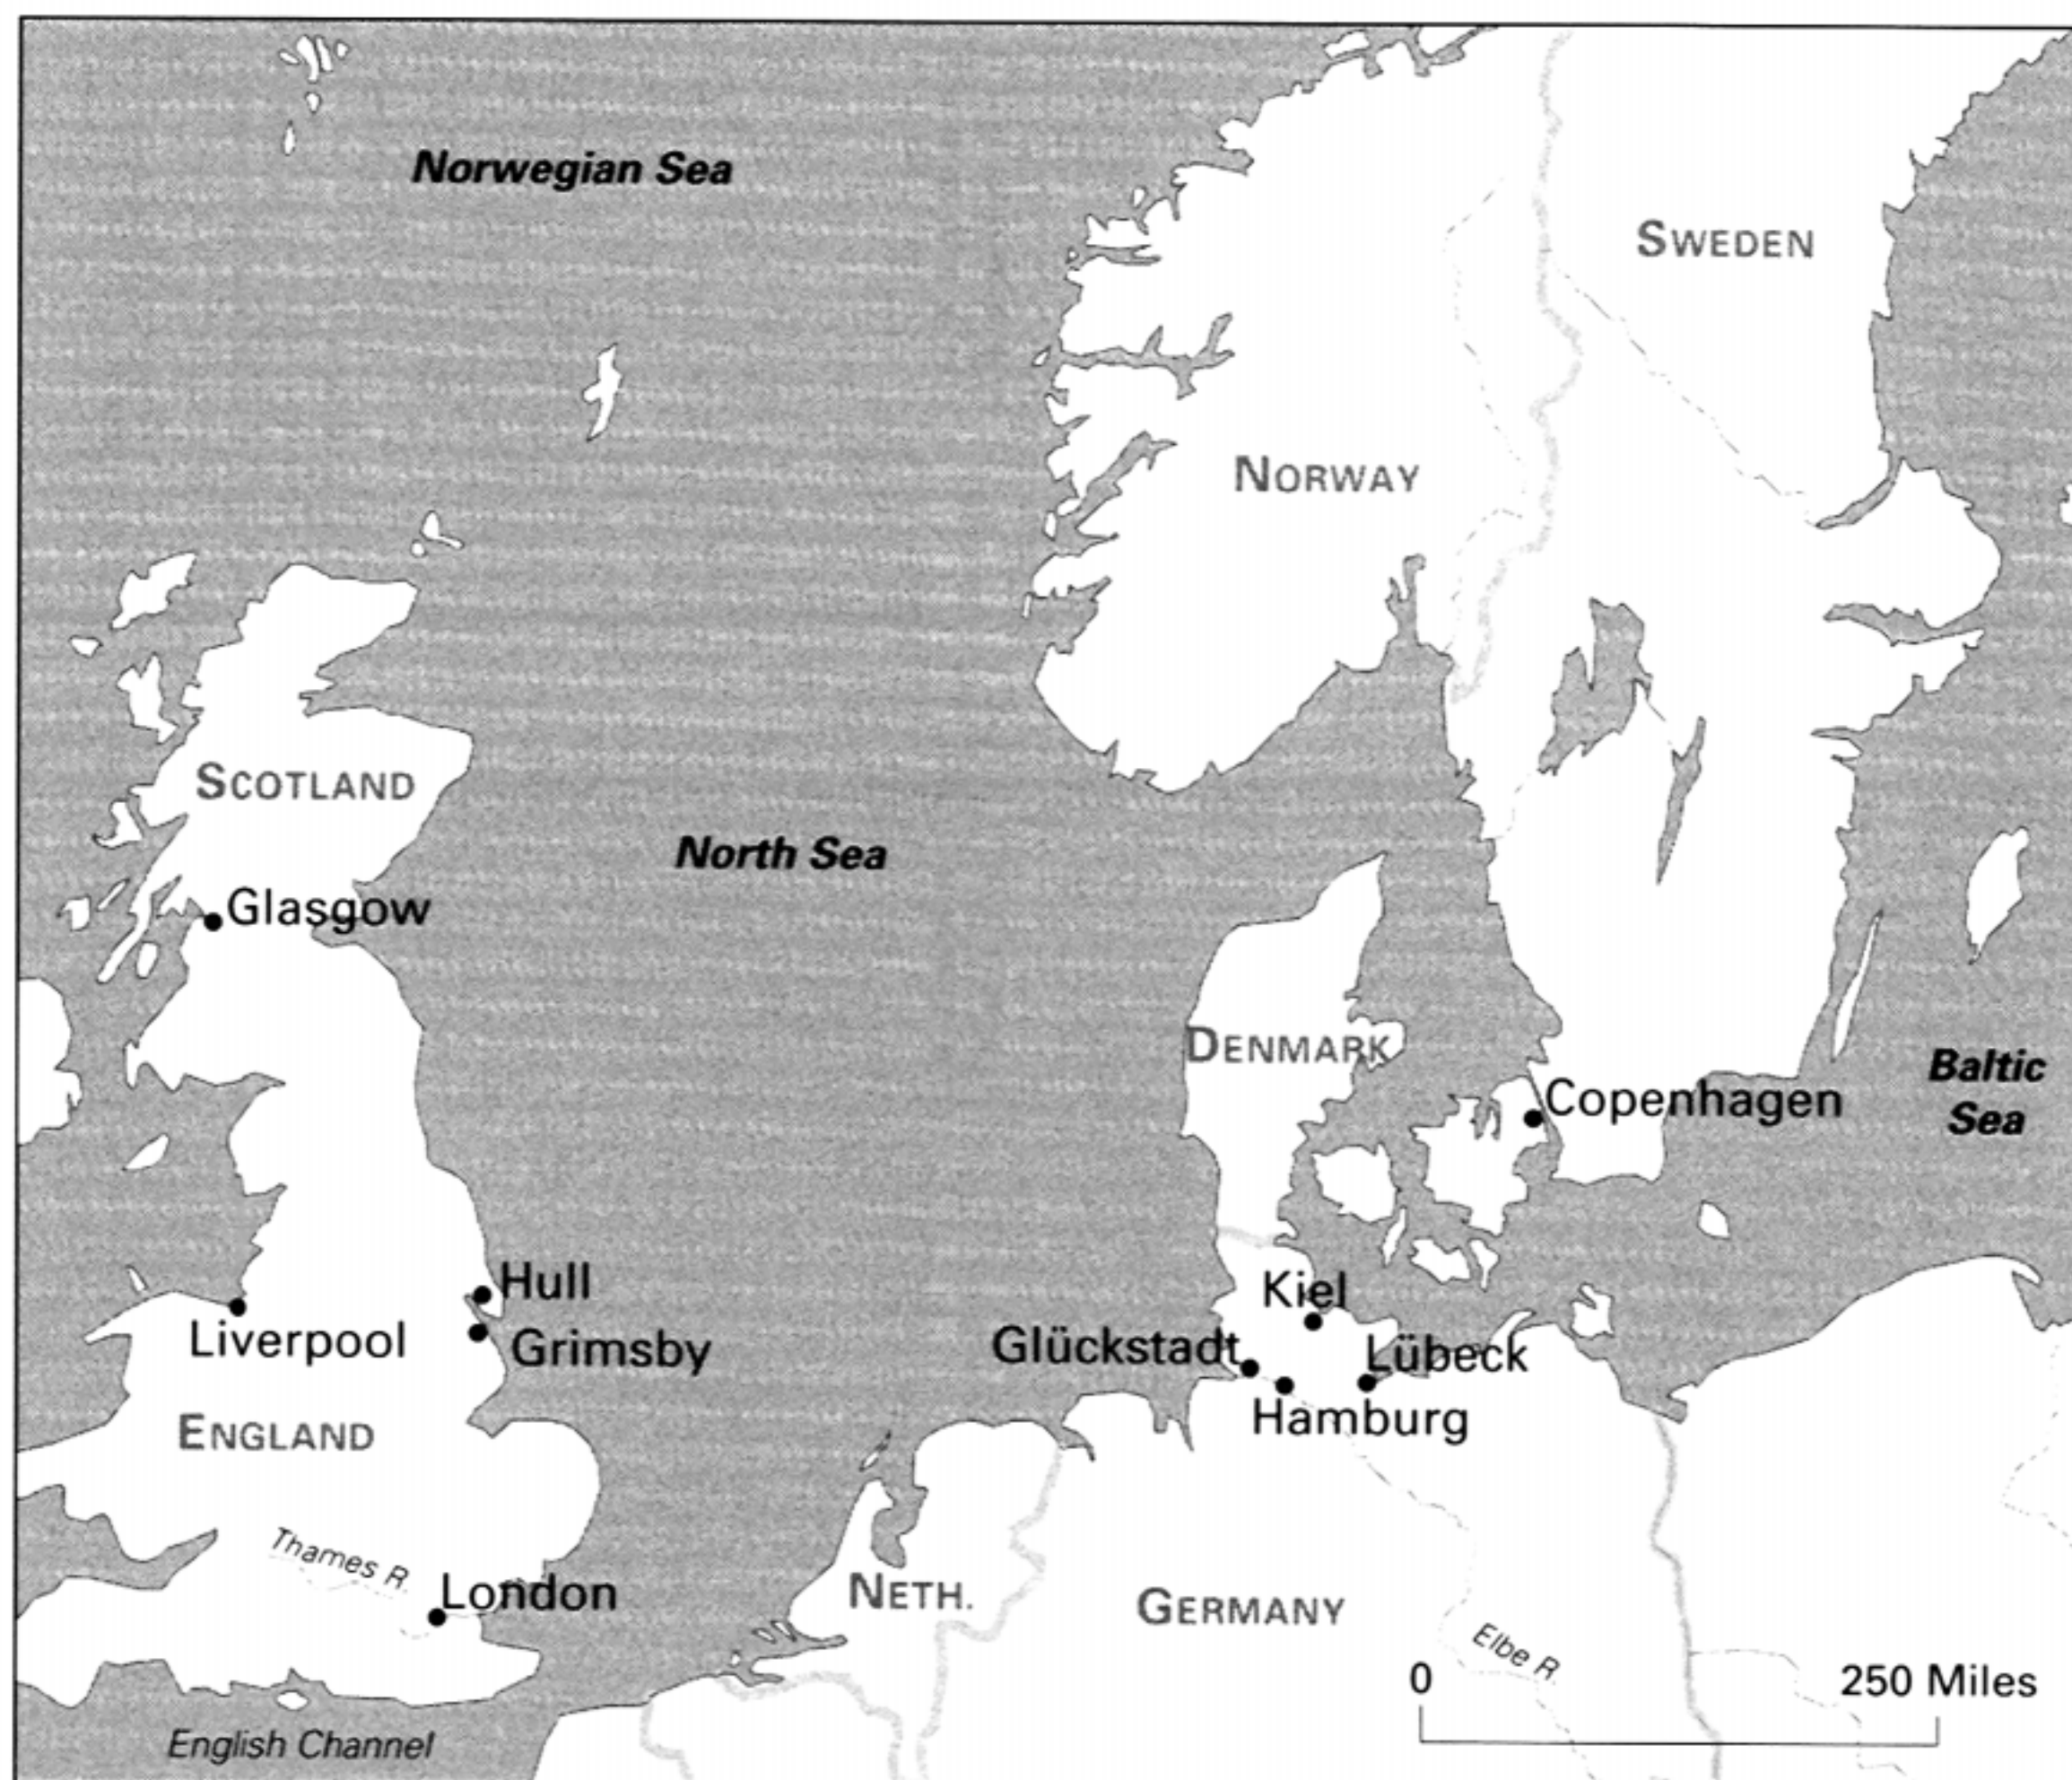 Norwegian Sea
SWEDEN
NORWAY
SCOTLAND
North Sea
Glasgow
DENMARK
Baltic
Sea
Copenhagen
Hull
Kiel
Liverpool
Grimsby
Glückstadt
Lübeck
Hamburg
ENGLAND
Thames R.
London
NETH.
GERMANY
Elbe R.
0
250 Miles
English Channel